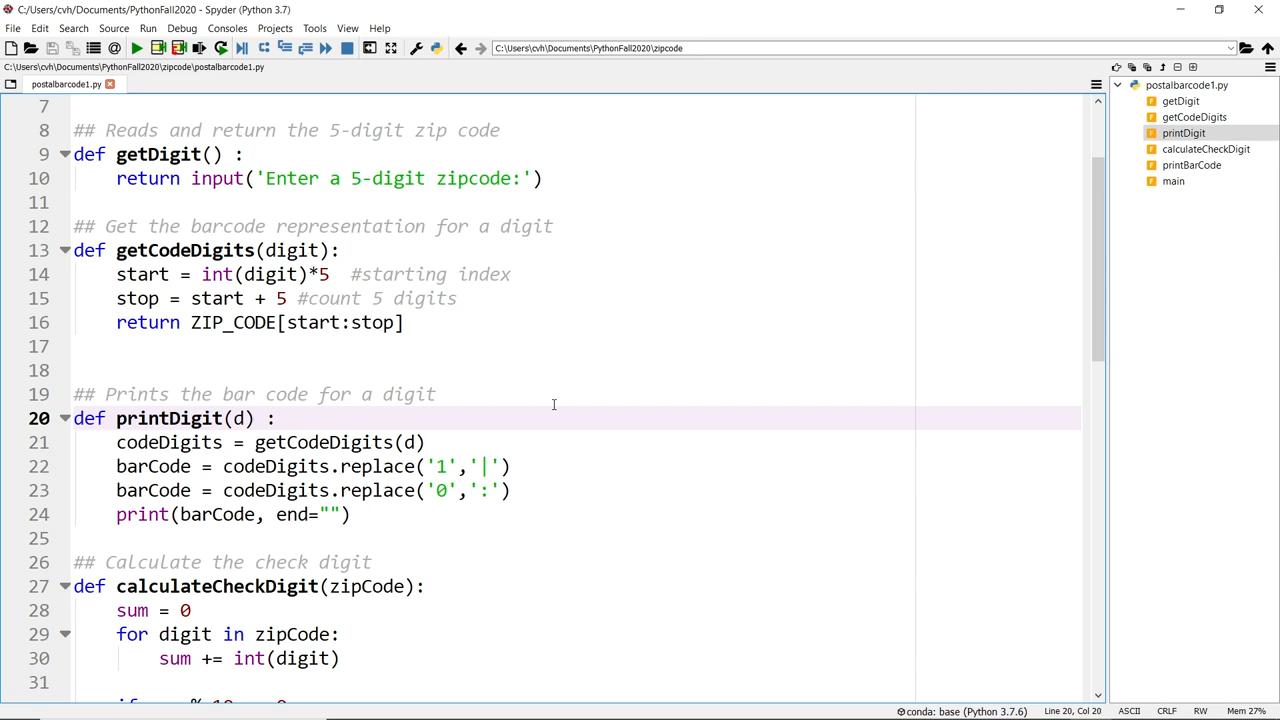 C:/Users/cvh/Documents/PythonFall2020 - Spyder (Python 3.7)
File Edit Search Source Run Debug Consoles Projects Tools View Help
C:\Users\cvh\Documents\PythonFall2020\zipcode
C:\Users\cvh\Documents\PythonFall2020\zipcode\postalbarcode1.py
postalbarcode1.py
7
8 ## Reads and return the 5-digit zip code
9 def getDigit() :
10 return input('Enter a 5-digit zipcode:')
11
12 ## Get the barcode representation for a digit
13 def getCodeDigits(digit):
14 start = int(digit)*5 #starting index
15 stop = start + 5 #count 5 digits
16 return ZIP_CODE[start:stop]
17
18
19 ## Prints the bar code for a digit
20 def printDigit(d) :
21 codeDigits = getCodeDigits(d)
22 barCode = codeDigits.replace('1','|')
23 barCode = codeDigits.replace('0',':')
24 print(barCode, end="")
25
26 ## Calculate the check digit
27 def calculateCheckDigit(zipCode):
28 sum = 0
29 for digit in zipCode:
30 sum += int(digit)
31
postalbarcode1.py
getDigit
getCodeDigits
printDigit
calculateCheckDigit
printBarCode
main
conda: base (Python 3.7.6) Line 20, Col 20 ASCII CRLF RW Mem 27%